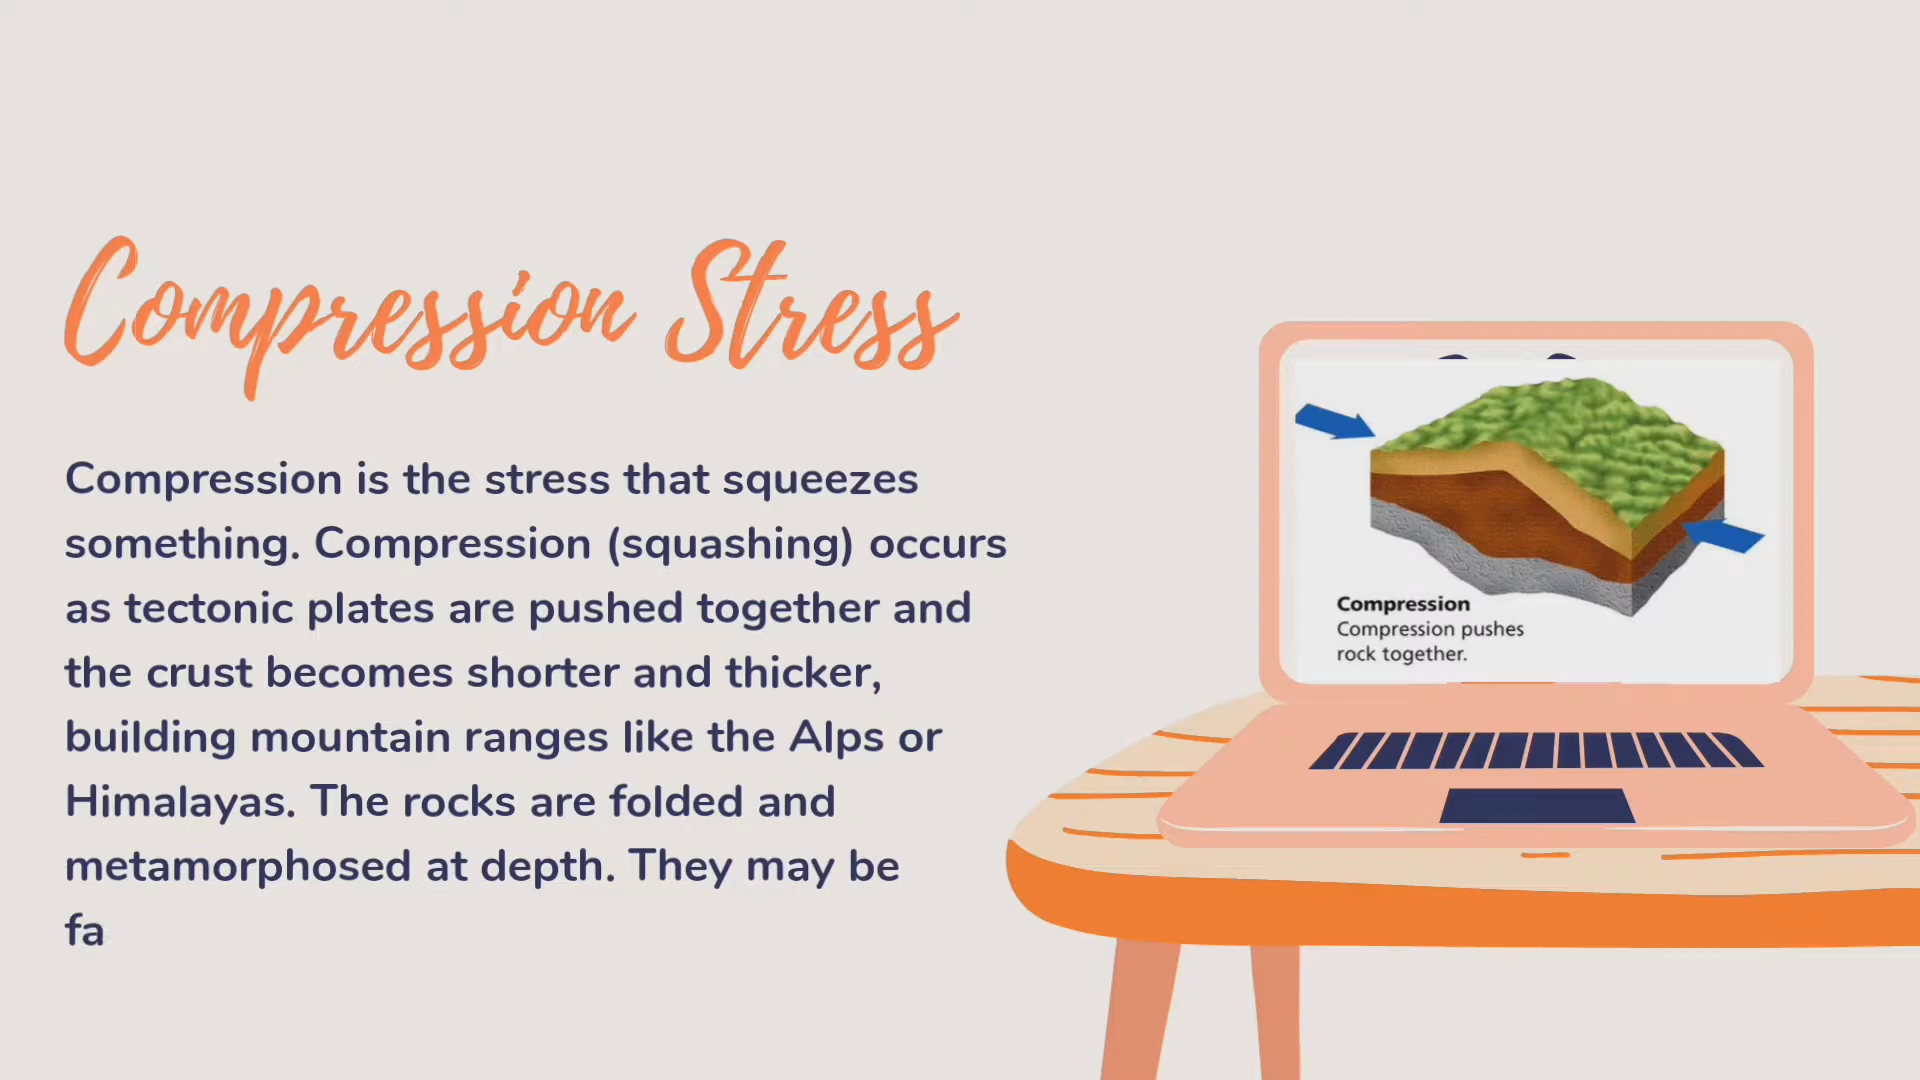 Compression Stress
Compression is the stress that squeezes
something. Compression (squashing) occurs
as tectonic plates are pushed together and
the crust becomes shorter and thicker,
building mountain ranges like the Alps or
Himalayas. The rocks are folded and
metamorphosed at depth. They may be
fa
Compression
Compression pushes
rock together.